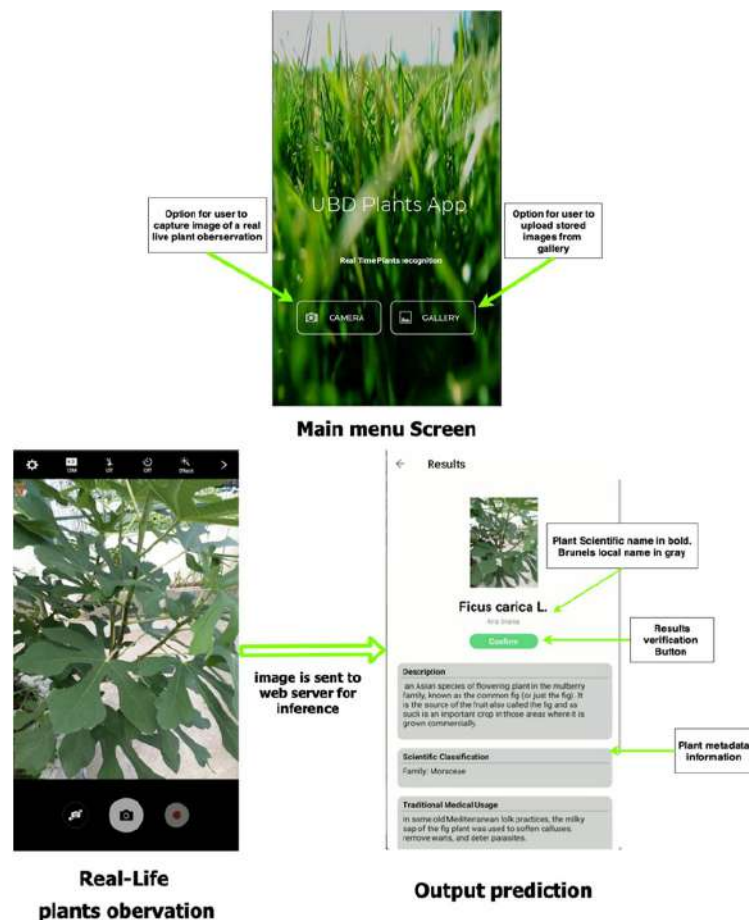 Option for user to
capture image of a real
live plant oberservation
UBD Plants App
Option for user to
upload stored
images from
gallery
Real Time Plants recognition
CAMERA
GALLERY
Main menu Screen
Off
Off
Effect
Results
Plant Scientific name in bold.
Bruneis local name in gray
Ficus carica L.
Confirm
Results
verification
Button
image is sent to
web server for
inference
Description
an Asian species of flowering plant in the mulberry
family, known as the common fig (or just the fig). It
is the source of the fruit also called the fig and as
such is an important crop in those areas where it is
grown commercially.
Plant metadata
information
Scientific Classification
Family: Moraceae
Traditional Medical Usage
In some old Mediterranean folk practices, the milky
sap of the fig plant was used to soften calluses,
remove warts, and deter parasites.
Real-Life
plants obervation
Output prediction